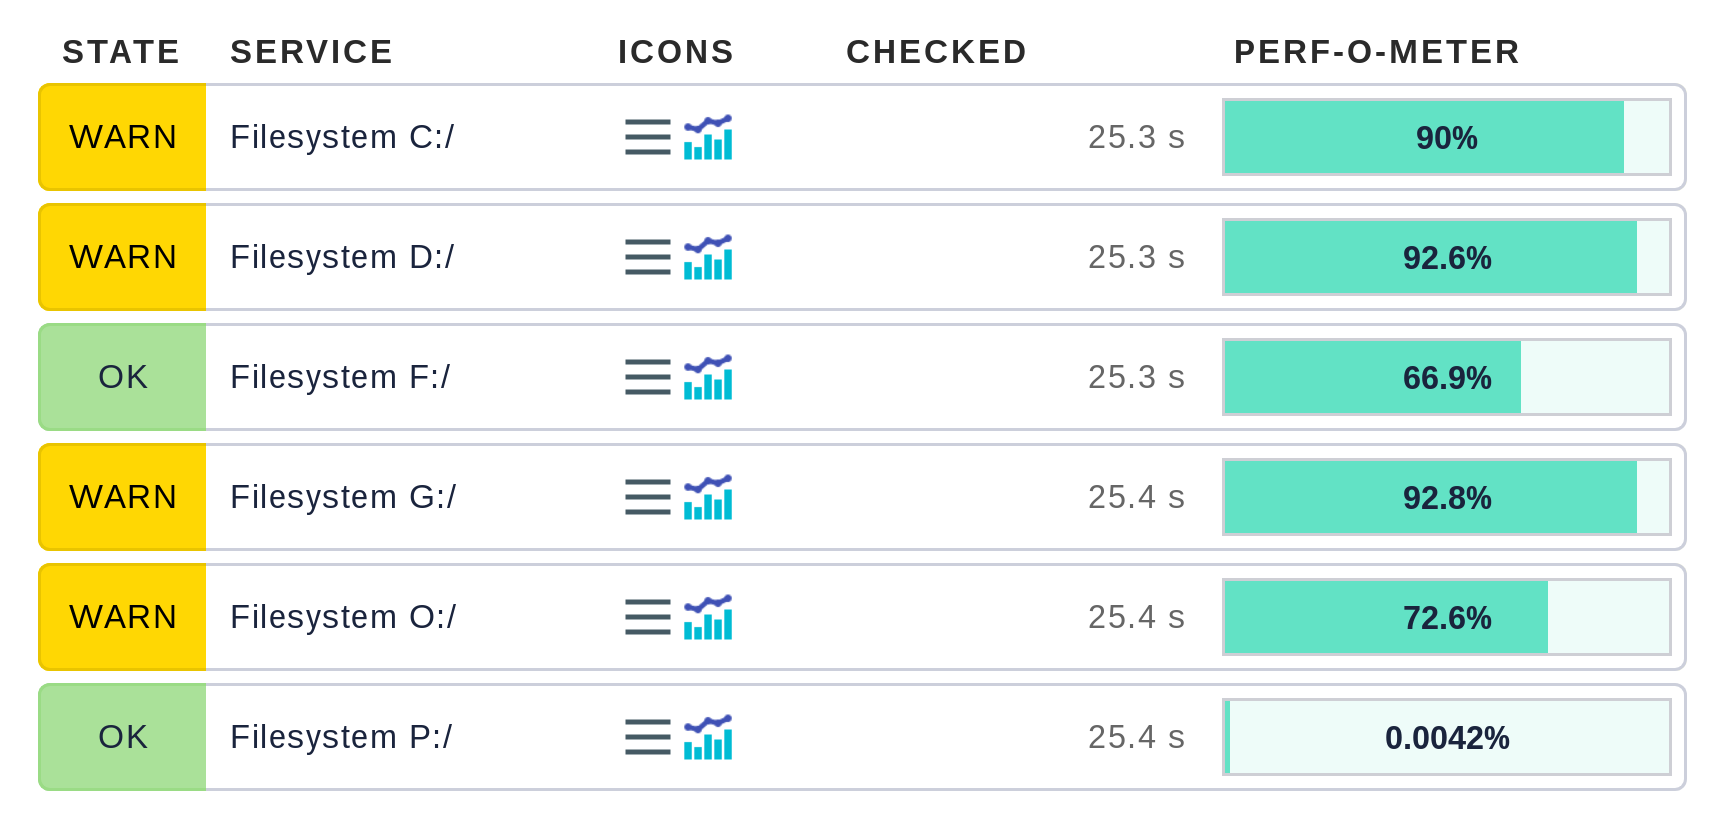 STATE SERVICE ICONS CHECKED PERF-O-METER
WARN Filesystem C:/ 25.3 s 90%
WARN Filesystem D:/ 25.3 s 92.6%
OK Filesystem F:/ 25.3 s 66.9%
WARN Filesystem G:/ 25.4 s 92.8%
WARN Filesystem O:/ 25.4 s 72.6%
OK Filesystem P:/ 25.4 s 0.0042%